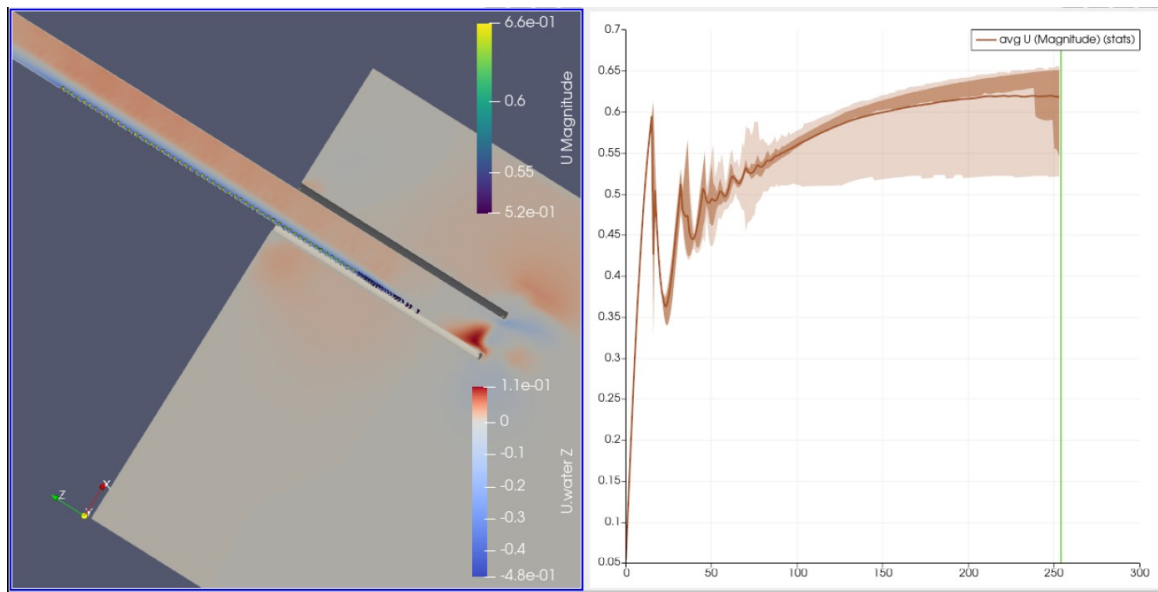 6.6e-01
0.6
0.55
5.2e-01
U Magnitude
1.1e-01
0
-0.1
-0.2
-0.3
-0.4
-4.8e-01
U.water Z
Z
X
Y
avg U (Magnitude) (stats)
0.7
0.65
0.6
0.55
0.5
0.45
0.4
0.35
0.3
0.25
0.2
0.15
0.1
0.05
0 50 100 150 200 250 300